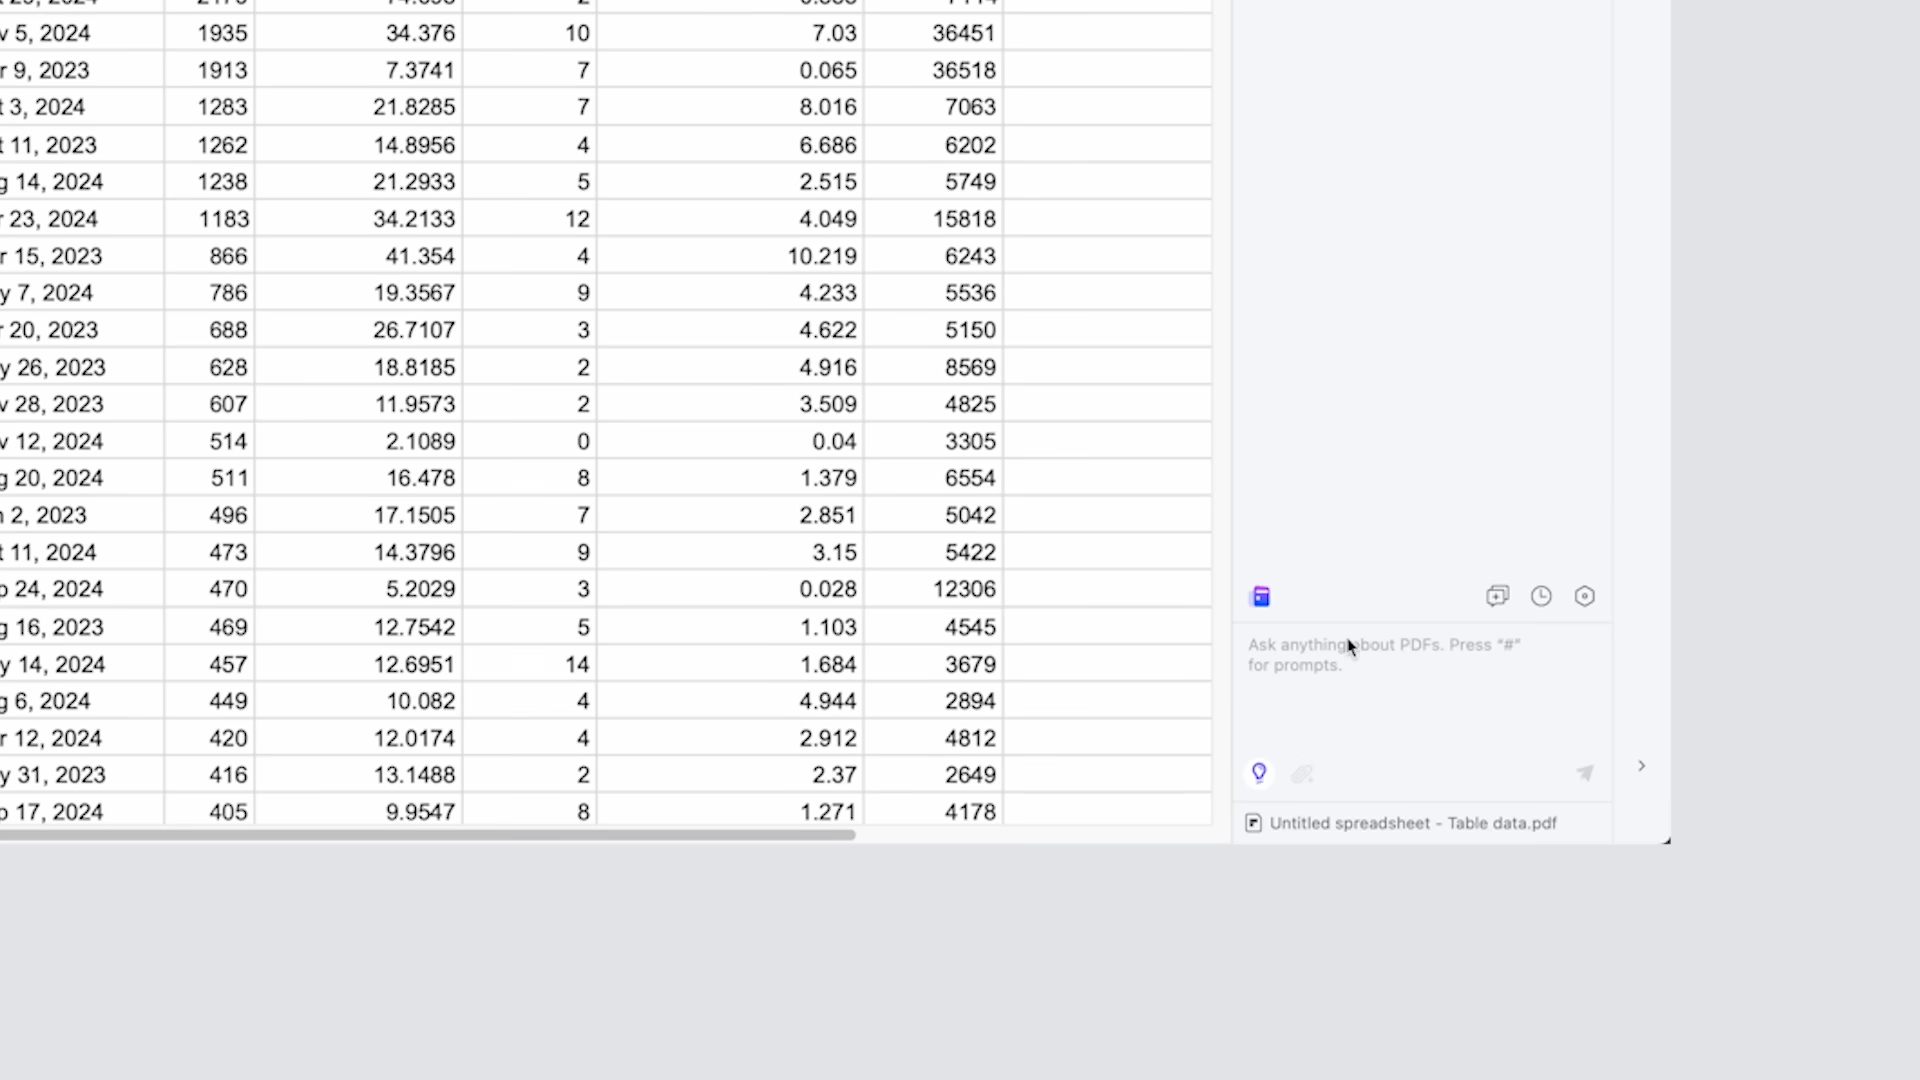 v 5, 2024 1935 34.376 10 7.03 36451
r 9, 2023 1913 7.3741 7 0.065 36518
t 3, 2024 1283 21.8285 7 8.016 7063
t 11, 2023 1262 14.8956 4 6.686 6202
g 14, 2024 1238 21.2933 5 2.515 5749
r 23, 2024 1183 34.2133 12 4.049 15818
r 15, 2023 866 41.354 4 10.219 6243
y 7, 2024 786 19.3567 9 4.233 5536
r 20, 2023 688 26.7107 3 4.622 5150
y 26, 2023 628 18.8185 2 4.916 8569
v 28, 2023 607 11.9573 2 3.509 4825
v 12, 2024 514 2.1089 0 0.04 3305
g 20, 2024 511 16.478 8 1.379 6554
n 2, 2023 496 17.1505 7 2.851 5042
t 11, 2024 473 14.3796 9 3.15 5422
p 24, 2024 470 5.2029 3 0.028 12306
g 16, 2023 469 12.7542 5 1.103 4545
y 14, 2024 457 12.6951 14 1.684 3679
g 6, 2024 449 10.082 4 4.944 2894
r 12, 2024 420 12.0174 4 2.912 4812
y 31, 2023 416 13.1488 2 2.37 2649
p 17, 2024 405 9.9547 8 1.271 4178
Ask anything about PDFs. Press “#”
for prompts.
Untitled spreadsheet - Table data.pdf